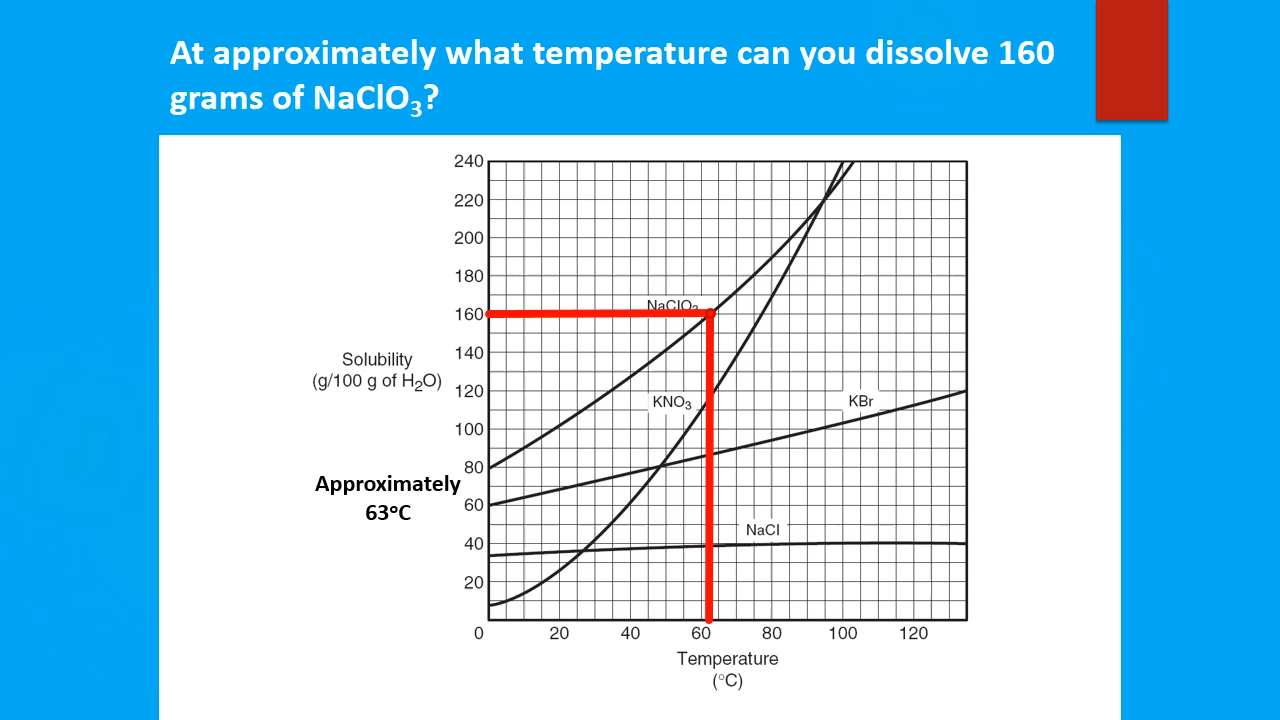 At approximately what temperature can you dissolve 160
grams of NaClO₃?
240
220
200
180
160
140
120
100
80
60
40
20
Solubility
(g/100 g of H₂O)
Approximately
63°C
NaClO₃
KNO₃
KBr
NaCl
0 20 40 60 80 100 120
Temperature
(°C)